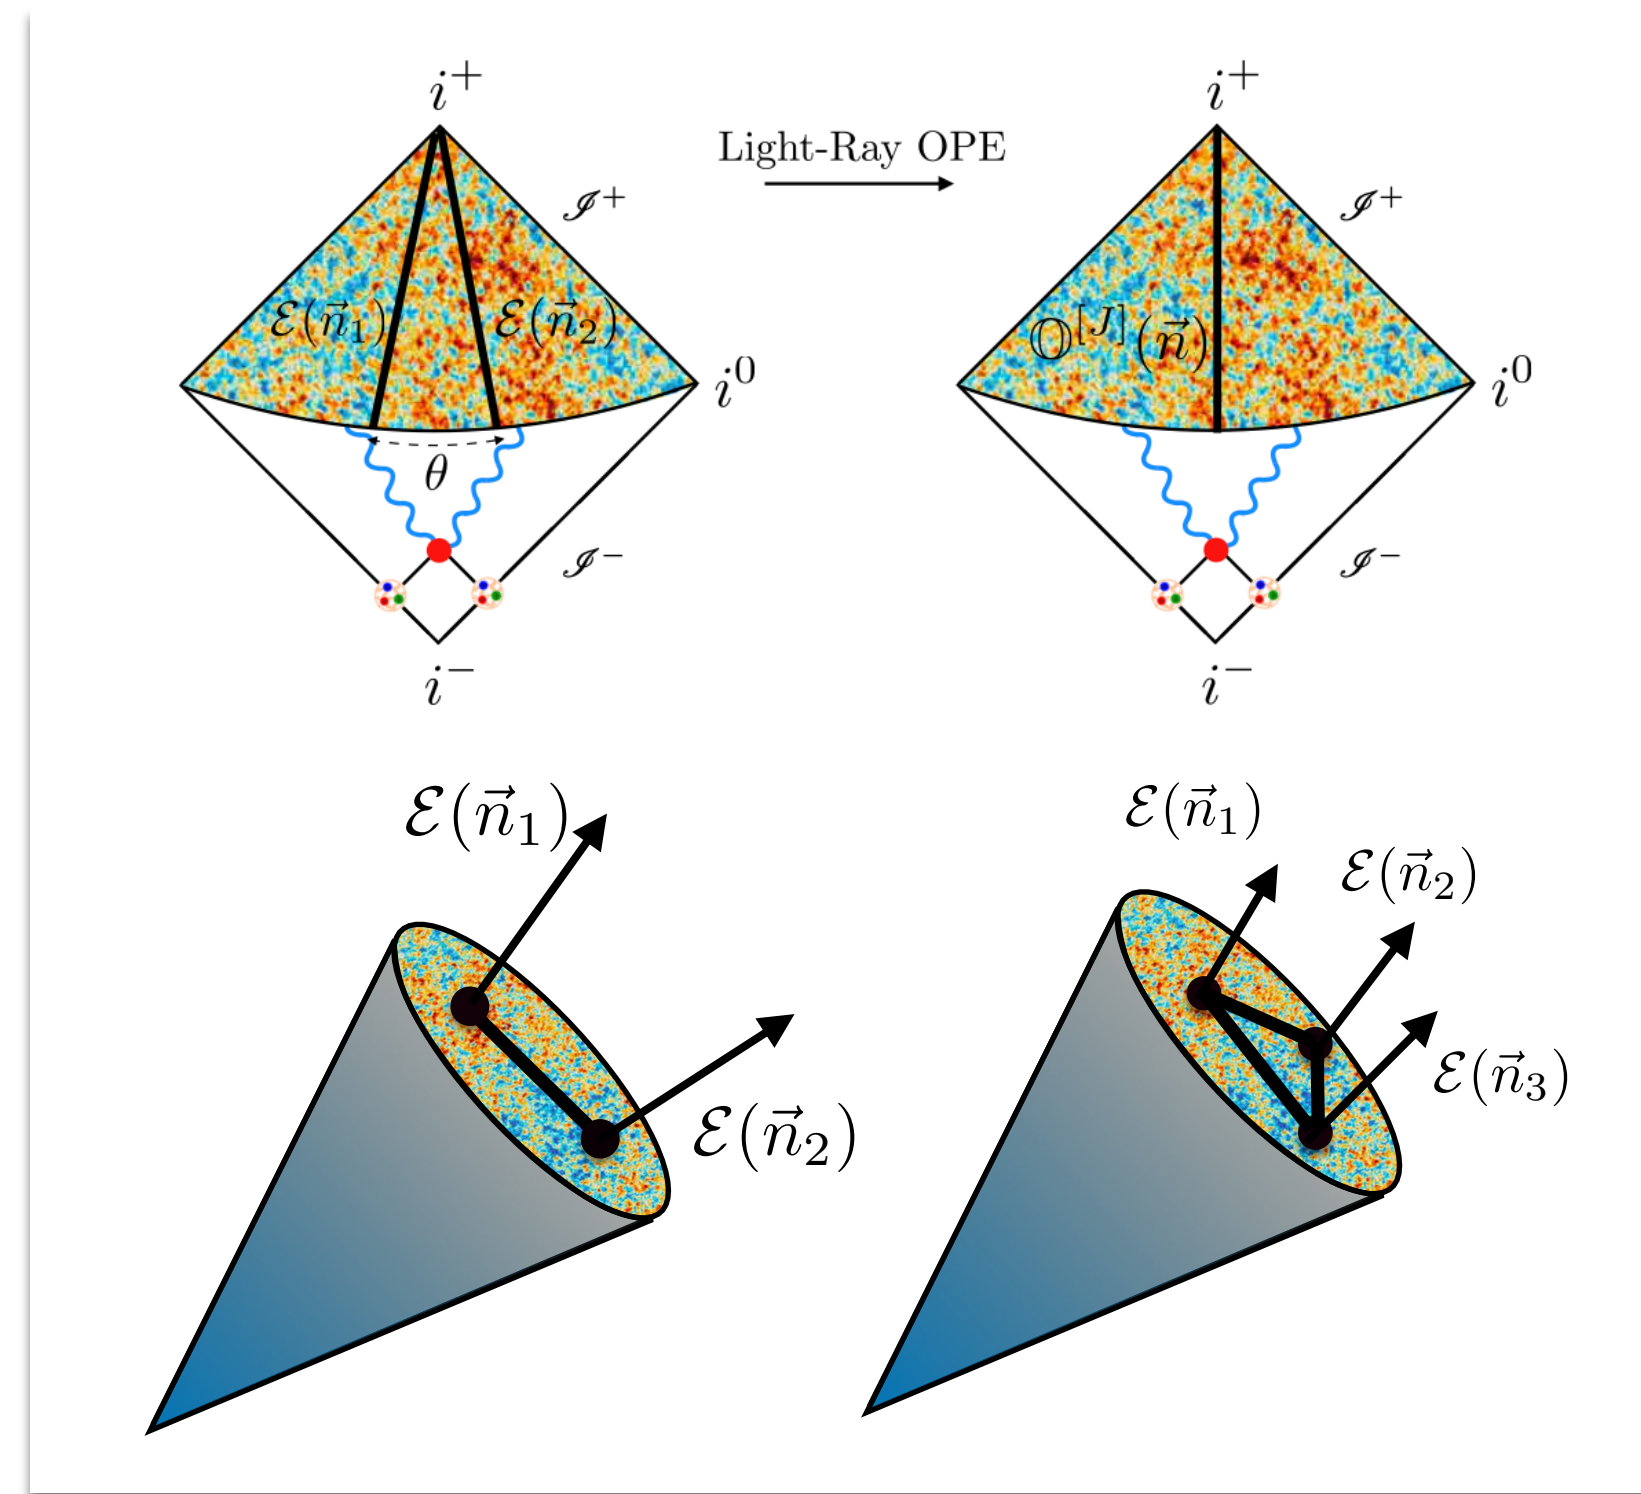 i⁺
i⁺
Light-Ray OPE
ℐ⁺
ℐ⁺
ℰ(n⃗₁)
ℰ(n⃗₂)
𝕆^[J](n⃗)
i⁰
i⁰
θ
ℐ⁻
ℐ⁻
i⁻
i⁻
ℰ(n⃗₁)
ℰ(n⃗₂)
ℰ(n⃗₁)
ℰ(n⃗₂)
ℰ(n⃗₃)